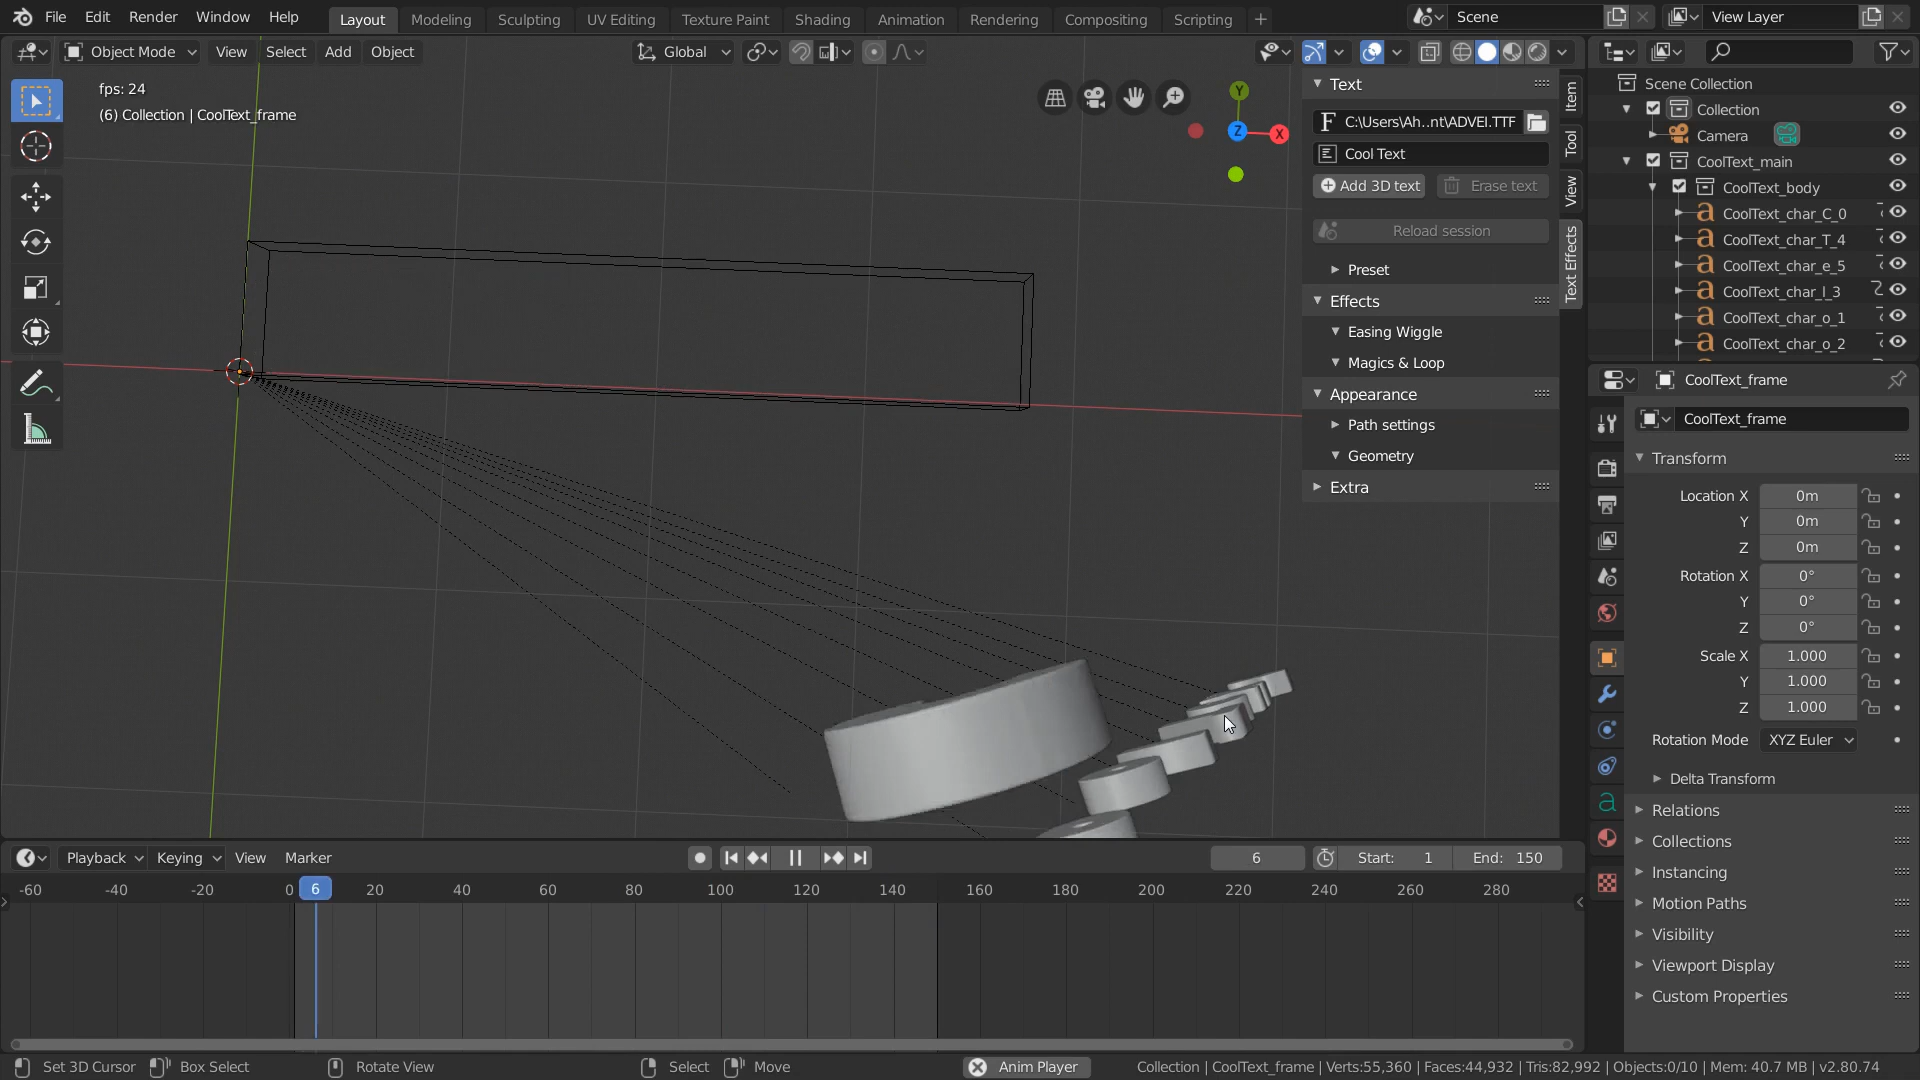 File Edit Render Window Help
Layout Modeling Sculpting UV Editing Texture Paint Shading Animation Rendering Compositing Scripting +
Scene
View Layer
Object Mode View Select Add Object
Global
fps: 24
(6) Collection | CoolText_frame
Y
Z
X
Text
F C:\Users\Ah..nt\ADVEI.TTF
Cool Text
Add 3D text
Erase text
Reload session
Preset
Effects
Easing Wiggle
Magics & Loop
Appearance
Path settings
Geometry
Extra
Item
Tool
View
Text Effects
Scene Collection
Collection
Camera
CoolText_main
CoolText_body
CoolText_char_C_0
CoolText_char_T_4
CoolText_char_e_5
CoolText_char_l_3
CoolText_char_o_1
CoolText_char_o_2
CoolText_frame
CoolText_frame
Transform
Location X 0m
Y 0m
Z 0m
Rotation X 0°
Y 0°
Z 0°
Scale X 1.000
Y 1.000
Z 1.000
Rotation Mode XYZ Euler
Delta Transform
Relations
Collections
Instancing
Motion Paths
Visibility
Viewport Display
Custom Properties
Playback Keying View Marker
6
Start: 1
End: 150
-60 -40 -20 0 6 20 40 60 80 100 120 140 160 180 200 220 240 260 280
Set 3D Cursor Box Select Rotate View Select Move
Anim Player
Collection | CoolText_frame | Verts:55,360 | Faces:44,932 | Tris:82,992 | Objects:0/10 | Mem: 40.7 MB | v2.80.74